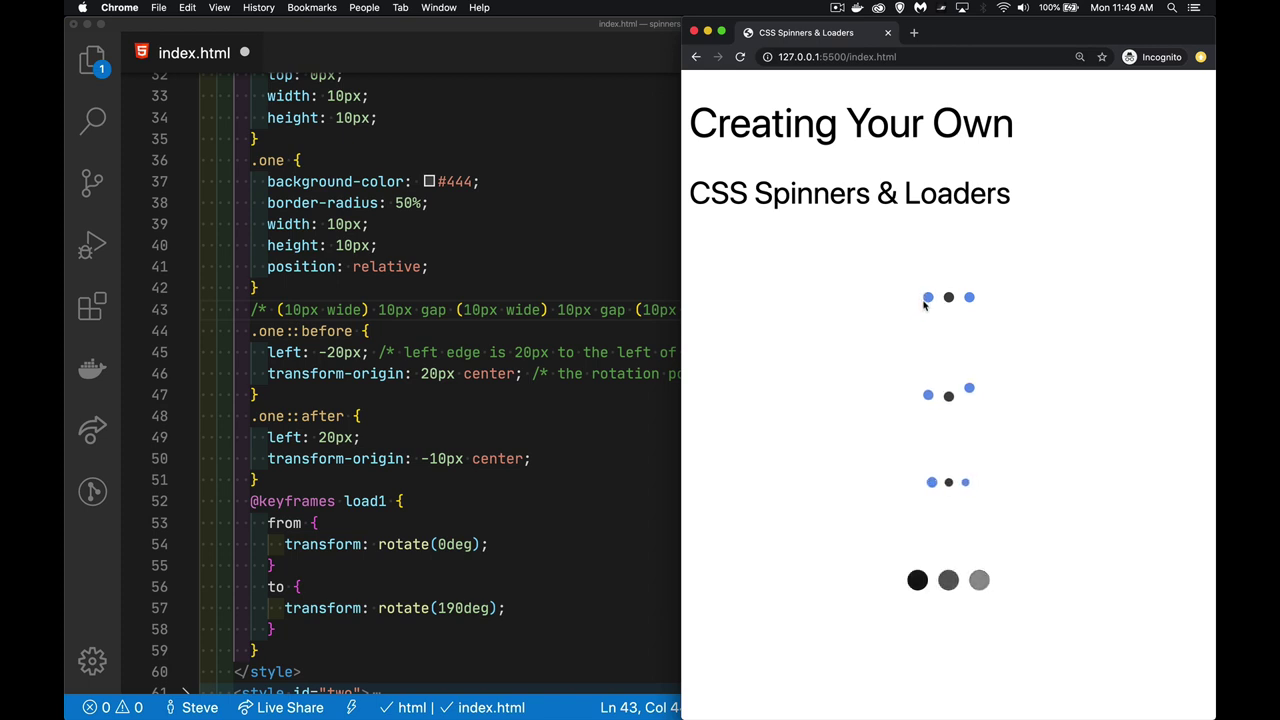 Chrome File Edit View History Bookmarks People Tab Window Help 100% Mon 11:49 AM
index.html — spinners
index.html
CSS Spinners & Loaders
127.0.0.1:5500/index.html
Incognito
1
32 top: 0px;
33 width: 10px;
34 height: 10px;
35 }
36 .one {
37 background-color: #444;
38 border-radius: 50%;
39 width: 10px;
40 height: 10px;
41 position: relative;
42 }
43 /* (10px wide) 10px gap (10px wide) 10px gap (10px
44 .one::before {
45 left: -20px; /* left edge is 20px to the left of
46 transform-origin: 20px center; /* the rotation po
47 }
48 .one::after {
49 left: 20px;
50 transform-origin: -10px center;
51 }
52 @keyframes load1 {
53 from {
54 transform: rotate(0deg);
55 }
56 to {
57 transform: rotate(190deg);
58 }
59 }
60 </style>
61 <style id="two">
Creating Your Own
CSS Spinners & Loaders
0 0 Steve Live Share html | index.html Ln 43, Col 4